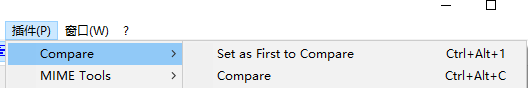 插件(P) 窗口(W) ?
Compare > Set as First to Compare Ctrl+Alt+1
MIME Tools > Compare Ctrl+Alt+C